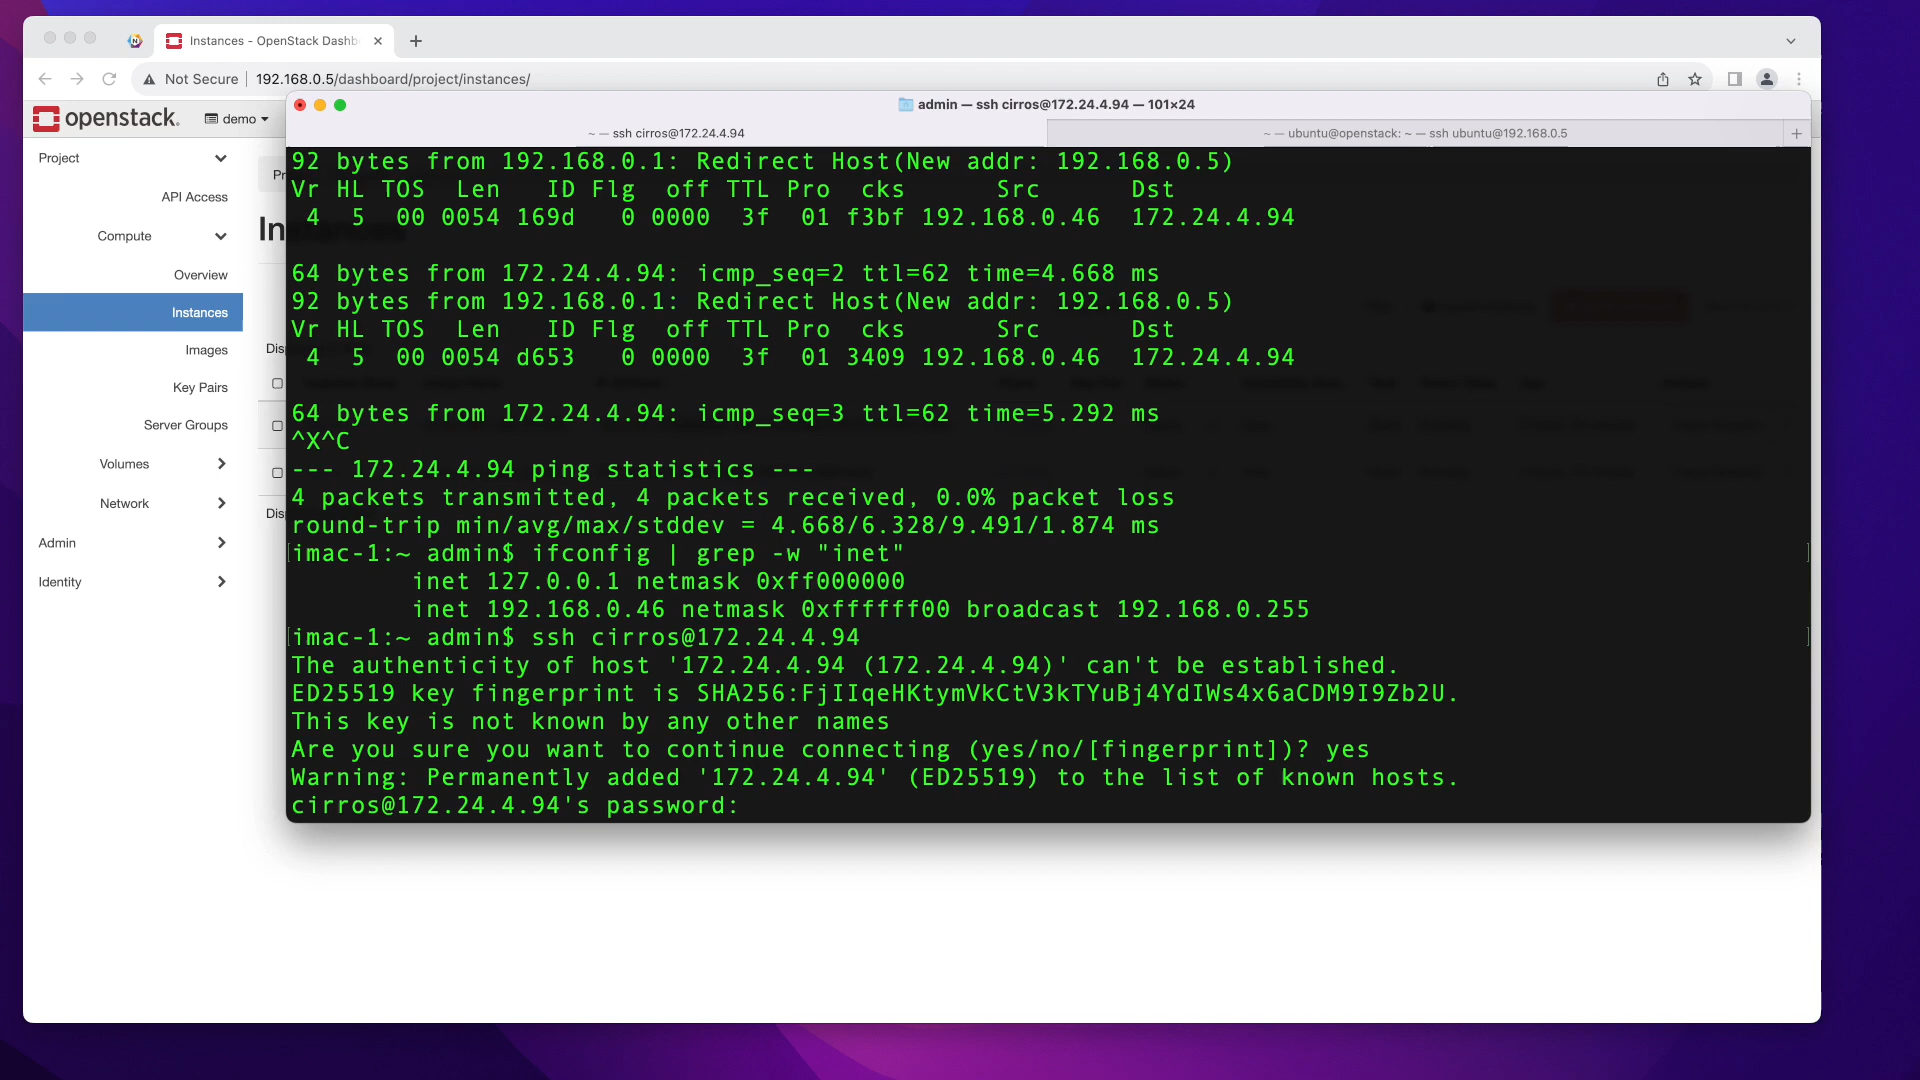 Instances - OpenStack Dashb
Not Secure
192.168.0.5/dashboard/project/instances/
openstack.
demo
admin — ssh cirros@172.24.4.94 — 101×24
~ — ssh cirros@172.24.4.94
~ — ubuntu@openstack: ~ — ssh ubuntu@192.168.0.5
Project
API Access
Compute
Overview
Instances
Images
Key Pairs
Server Groups
Volumes
Network
Admin
Identity
92 bytes from 192.168.0.1: Redirect Host(New addr: 192.168.0.5)
Vr HL TOS  Len   ID Flg  off TTL Pro  cks      Src      Dst
 4  5  00 0054 169d   0 0000  3f  01 f3bf 192.168.0.46  172.24.4.94
64 bytes from 172.24.4.94: icmp_seq=2 ttl=62 time=4.668 ms
92 bytes from 192.168.0.1: Redirect Host(New addr: 192.168.0.5)
Vr HL TOS  Len   ID Flg  off TTL Pro  cks      Src      Dst
 4  5  00 0054 d653   0 0000  3f  01 3409 192.168.0.46  172.24.4.94
64 bytes from 172.24.4.94: icmp_seq=3 ttl=62 time=5.292 ms
^X^C
--- 172.24.4.94 ping statistics ---
4 packets transmitted, 4 packets received, 0.0% packet loss
round-trip min/avg/max/stddev = 4.668/6.328/9.491/1.874 ms
[imac-1:~ admin$ ifconfig | grep -w "inet" ]
inet 127.0.0.1 netmask 0xff000000
inet 192.168.0.46 netmask 0xffffff00 broadcast 192.168.0.255
[imac-1:~ admin$ ssh cirros@172.24.4.94 ]
The authenticity of host '172.24.4.94 (172.24.4.94)' can't be established.
ED25519 key fingerprint is SHA256:FjIIqeHKtymVkCtV3kTYuBj4YdIWs4x6aCDM9I9Zb2U.
This key is not known by any other names
Are you sure you want to continue connecting (yes/no/[fingerprint])? yes
Warning: Permanently added '172.24.4.94' (ED25519) to the list of known hosts.
cirros@172.24.4.94's password: